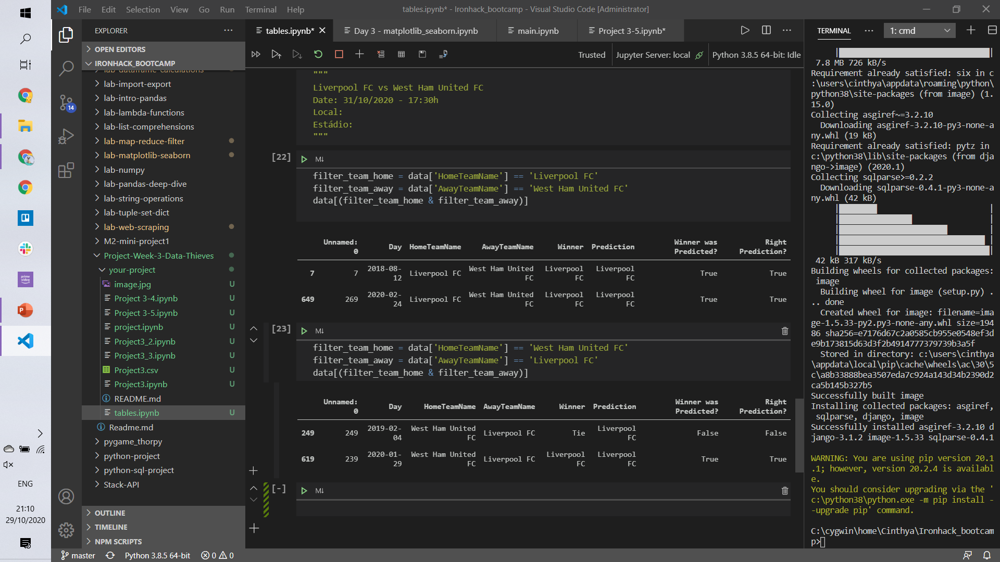 File Edit Selection View Go Run Terminal Help
tables.ipynb* - Ironhack_bootcamp - Visual Studio Code [Administrator]
EXPLORER
OPEN EDITORS
IRONHACK_BOOTCAMP
lab-dataframe-calculations
lab-import-export
lab-intro-pandas
lab-lambda-functions
lab-list-comprehensions
lab-map-reduce-filter
lab-matplotlib-seaborn
lab-numpy
lab-pandas-deep-dive
lab-string-operations
lab-tuple-set-dict
lab-web-scraping
M2-mini-project1
Project-Week-3-Data-Thieves
your-project
image.jpg U
Project 3-4.ipynb U
Project 3-5.ipynb U
project.ipynb U
Project3_2.ipynb U
Project3_3.ipynb U
Project3.csv U
Project3.ipynb U
README.md
tables.ipynb U
Readme.md
pygame_thorpy
python-project
python-sql-project
Stack-API
OUTLINE
TIMELINE
NPM SCRIPTS
14
prime video
ENG
21:10
29/10/2020
tables.ipynb* Day 3 - matplotlib_seaborn.ipynb main.ipynb Project 3-5.ipynb*
Trusted Jupyter Server: local Python 3.8.5 64-bit: Idle
"""
Liverpool FC vs West Ham United FC
Date: 31/10/2020 - 17:30h
Local:
Estádio:
"""
[22] M↓
filter_team_home = data['HomeTeamName'] == 'Liverpool FC'
filter_team_away = data['AwayTeamName'] == 'West Ham United FC'
data[(filter_team_home & filter_team_away)]
Unnamed: 0 Day HomeTeamName AwayTeamName Winner Prediction Winner was Predicted? Right Prediction?
7 7 2018-08-12 Liverpool FC West Ham United FC Liverpool FC Liverpool FC True True
649 269 2020-02-24 Liverpool FC West Ham United FC Liverpool FC Liverpool FC True True
[23] M↓
filter_team_home = data['HomeTeamName'] == 'West Ham United FC'
filter_team_away = data['AwayTeamName'] == 'Liverpool FC'
data[(filter_team_home & filter_team_away)]
Unnamed: 0 Day HomeTeamName AwayTeamName Winner Prediction Winner was Predicted? Right Prediction?
249 249 2019-02-04 West Ham United FC Liverpool FC Tie Liverpool FC False False
619 239 2020-01-29 West Ham United FC Liverpool FC Liverpool FC Liverpool FC True True
[-] M↓
TERMINAL 1: cmd
7.8 MB 726 kB/s
Requirement already satisfied: six in c
:\users\cinthya\appdata\roaming\python\
python38\site-packages (from image) (1.
15.0)
Collecting asgiref~=3.2.10
Downloading asgiref-3.2.10-py3-none-a
ny.whl (19 kB)
Requirement already satisfied: pytz in
c:\python38\lib\site-packages (from dja
ngo->image) (2020.1)
Collecting sqlparse>=0.2.2
Downloading sqlparse-0.4.1-py3-none-a
ny.whl (42 kB)
42 kB 317 kB/s
Building wheels for collected packages:
image
Building wheel for image (setup.py) .
.. done
Created wheel for image: filename=ima
ge-1.5.33-py2.py3-none-any.whl size=194
86 sha256=e7176d67c2a0585cb955e0548ef3d
e9b173815d63d3f2b4914777379739b3a5f
Stored in directory: c:\users\cinthya
\appdata\local\pip\cache\wheels\ac\30\5
c\a8b33888bea3507eda7c924a143d34b2390d2
ca5b145b327b5
Successfully built image
Installing collected packages: asgiref,
sqlparse, django, image
Successfully installed asgiref-3.2.10 d
jango-3.1.2 image-1.5.33 sqlparse-0.4.1
WARNING: You are using pip version 20.1
.1; however, version 20.2.4 is availabl
e.
You should consider upgrading via the '
c:\python38\python.exe -m pip install -
-upgrade pip' command.
C:\cygwin\home\Cinthya\Ironhack_bootcam
p>
master Python 3.8.5 64-bit 0 0